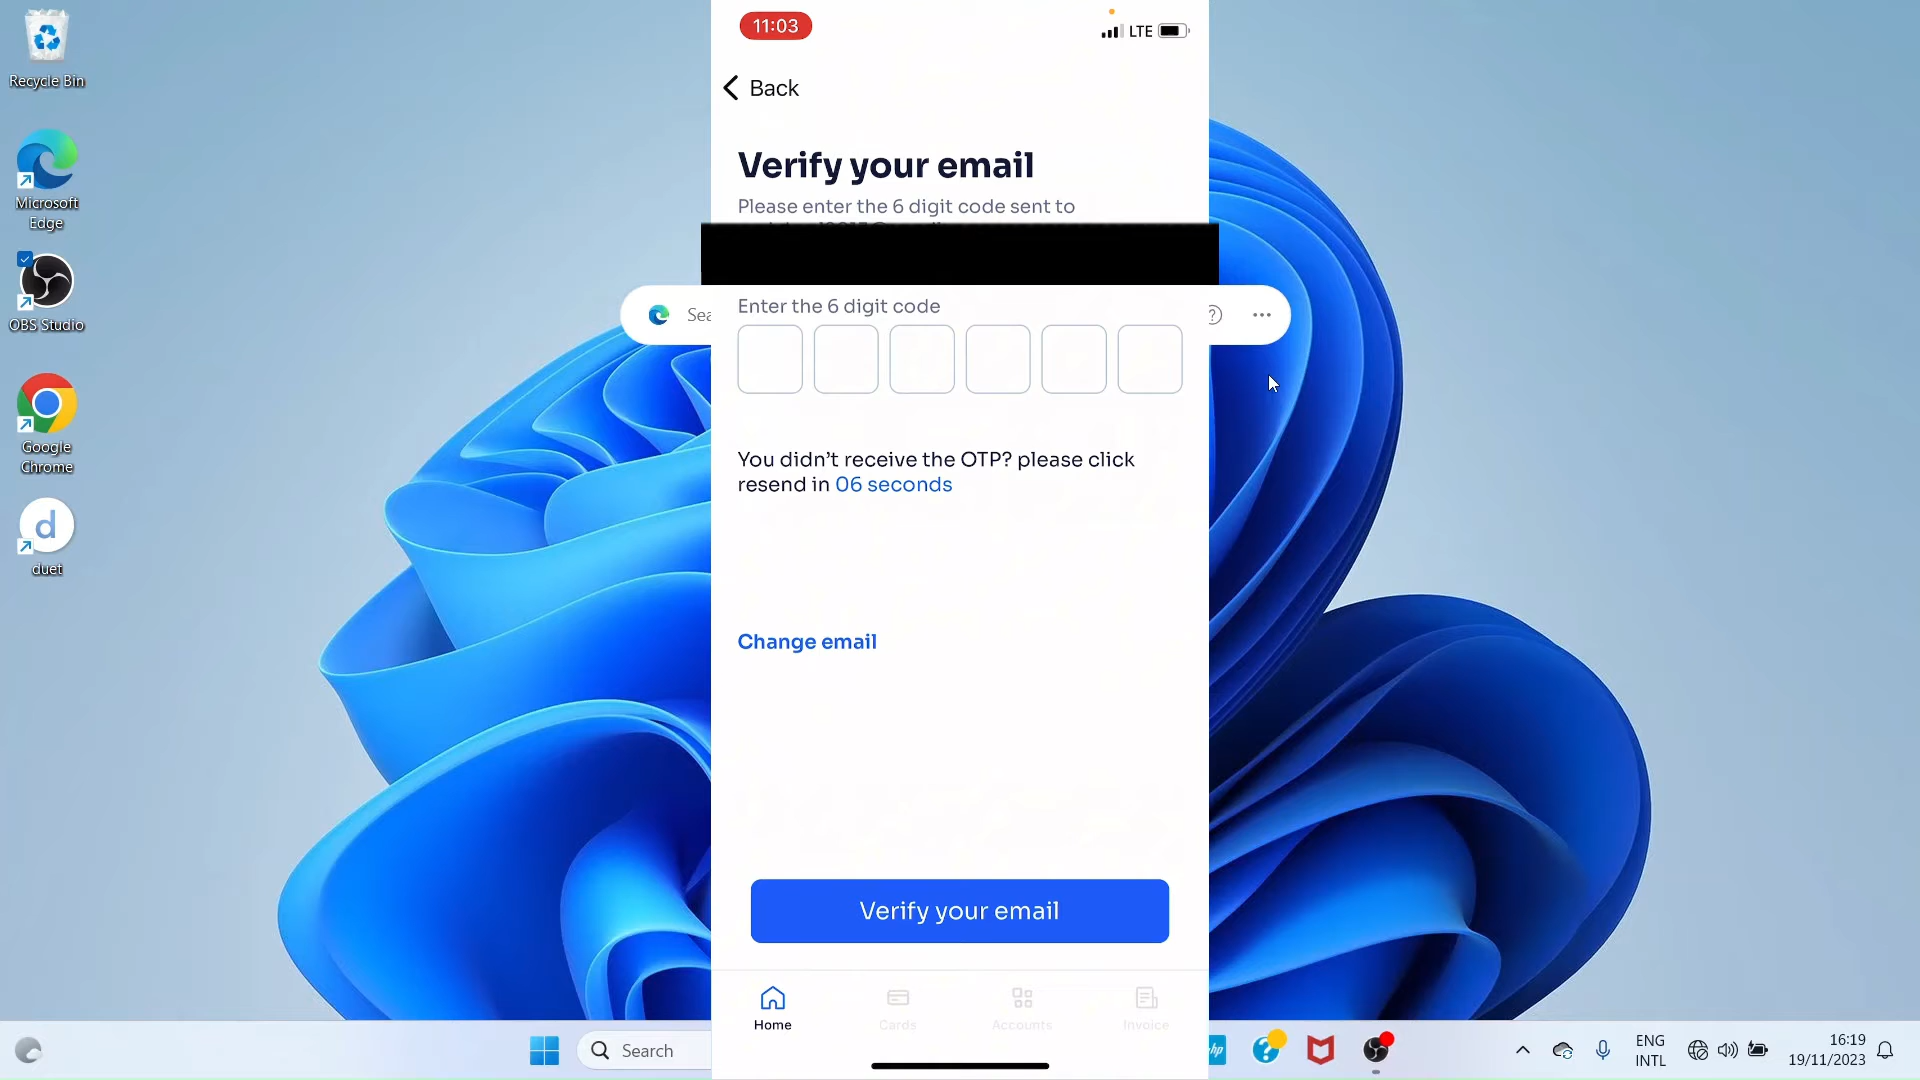 Recycle Bin
Microsoft
Edge
OBS Studio
Google
Chrome
d
duet
11:03
LTE
Back
Verify your email
Please enter the 6 digit code sent to
Sea
Enter the 6 digit code
You didn't receive the OTP? please click
resend in 06 seconds
Change email
Verify your email
Home
Cards
Accounts
Invoice
Search
hp
ENG
INTL
16:19
19/11/2023